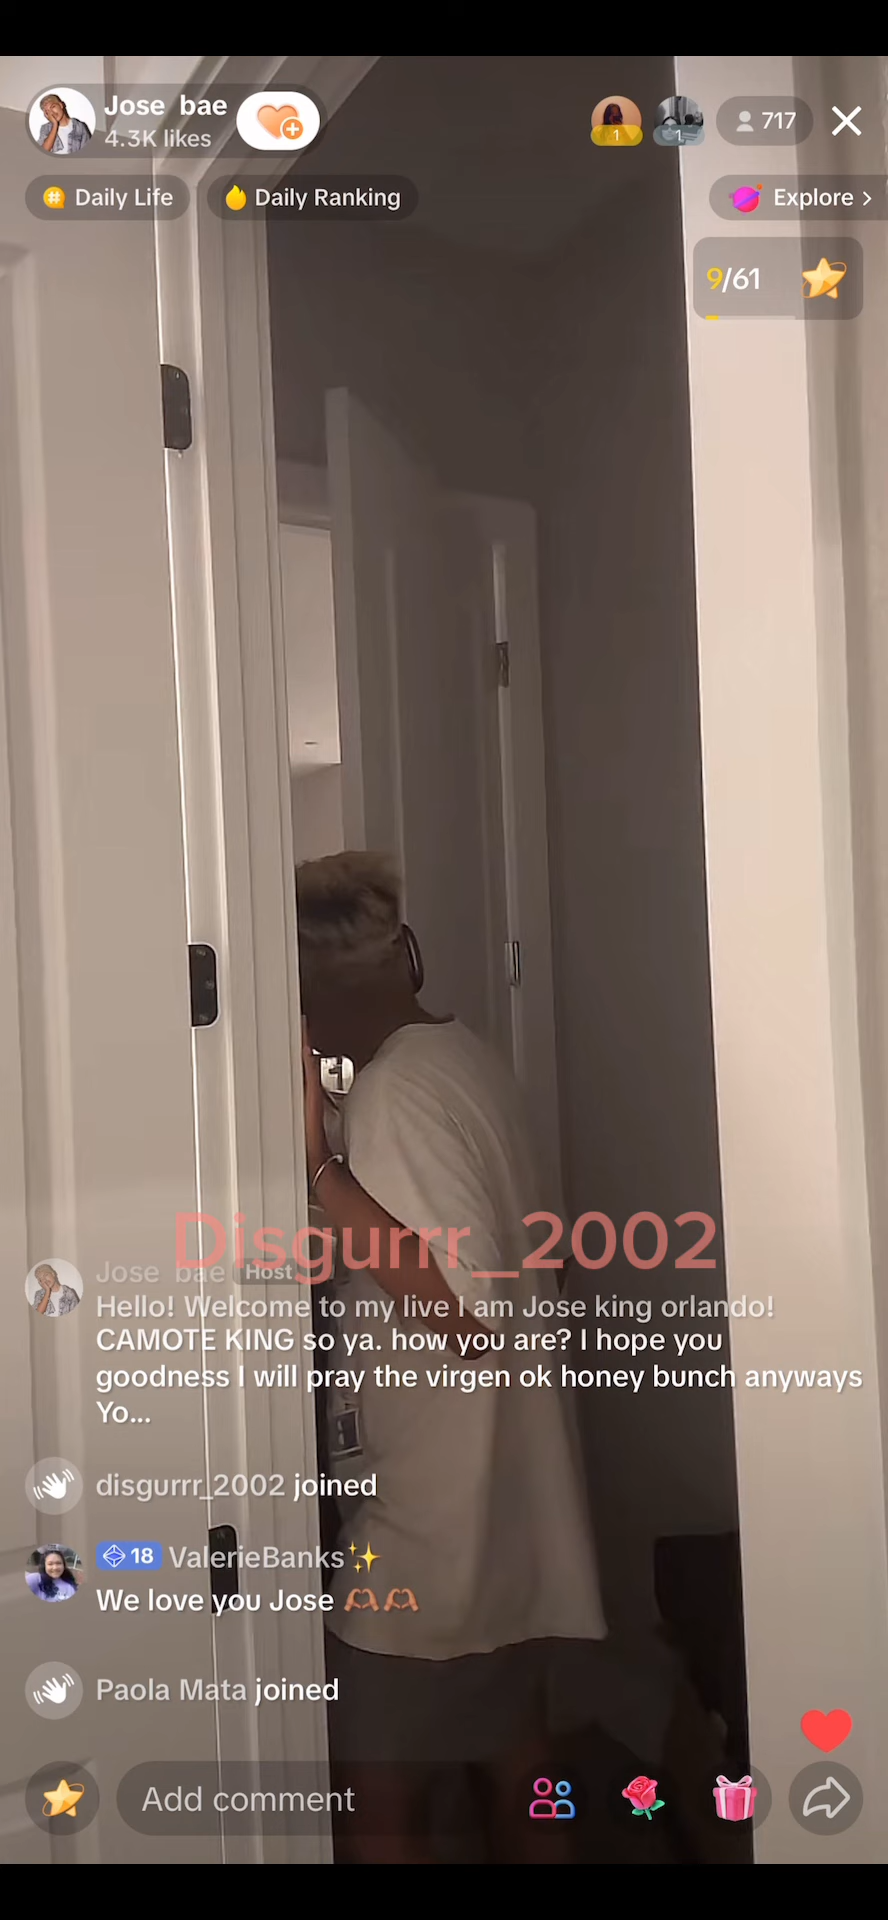 Jose bae
4.3K likes
1
1
717
Daily Life
Daily Ranking
Explore >
9/61
Disgurrr_2002
Jose bae Host
Hello! Welcome to my live I am Jose king orlando!
CAMOTE KING so ya. how you are? I hope you
goodness I will pray the virgen ok honey bunch anyways
Yo...
disgurrr_2002 joined
18 ValerieBanks✨
We love you Jose 🫶🫶
Paola Mata joined
Add comment